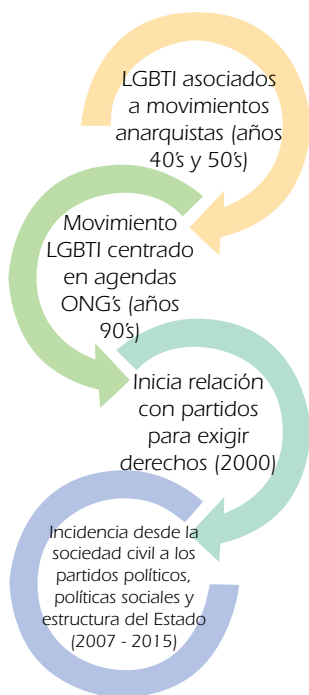 LGBTI asociados
a movimientos
anarquistas (años
40's y 50's)
Movimiento
LGBTI centrado
en agendas
ONG's (años
90's)
Inicia relación
con partidos
para exigir
derechos (2000)
Incidencia desde la
sociedad civil a los
partidos políticos,
políticas sociales y
estructura del Estado
(2007 - 2015)